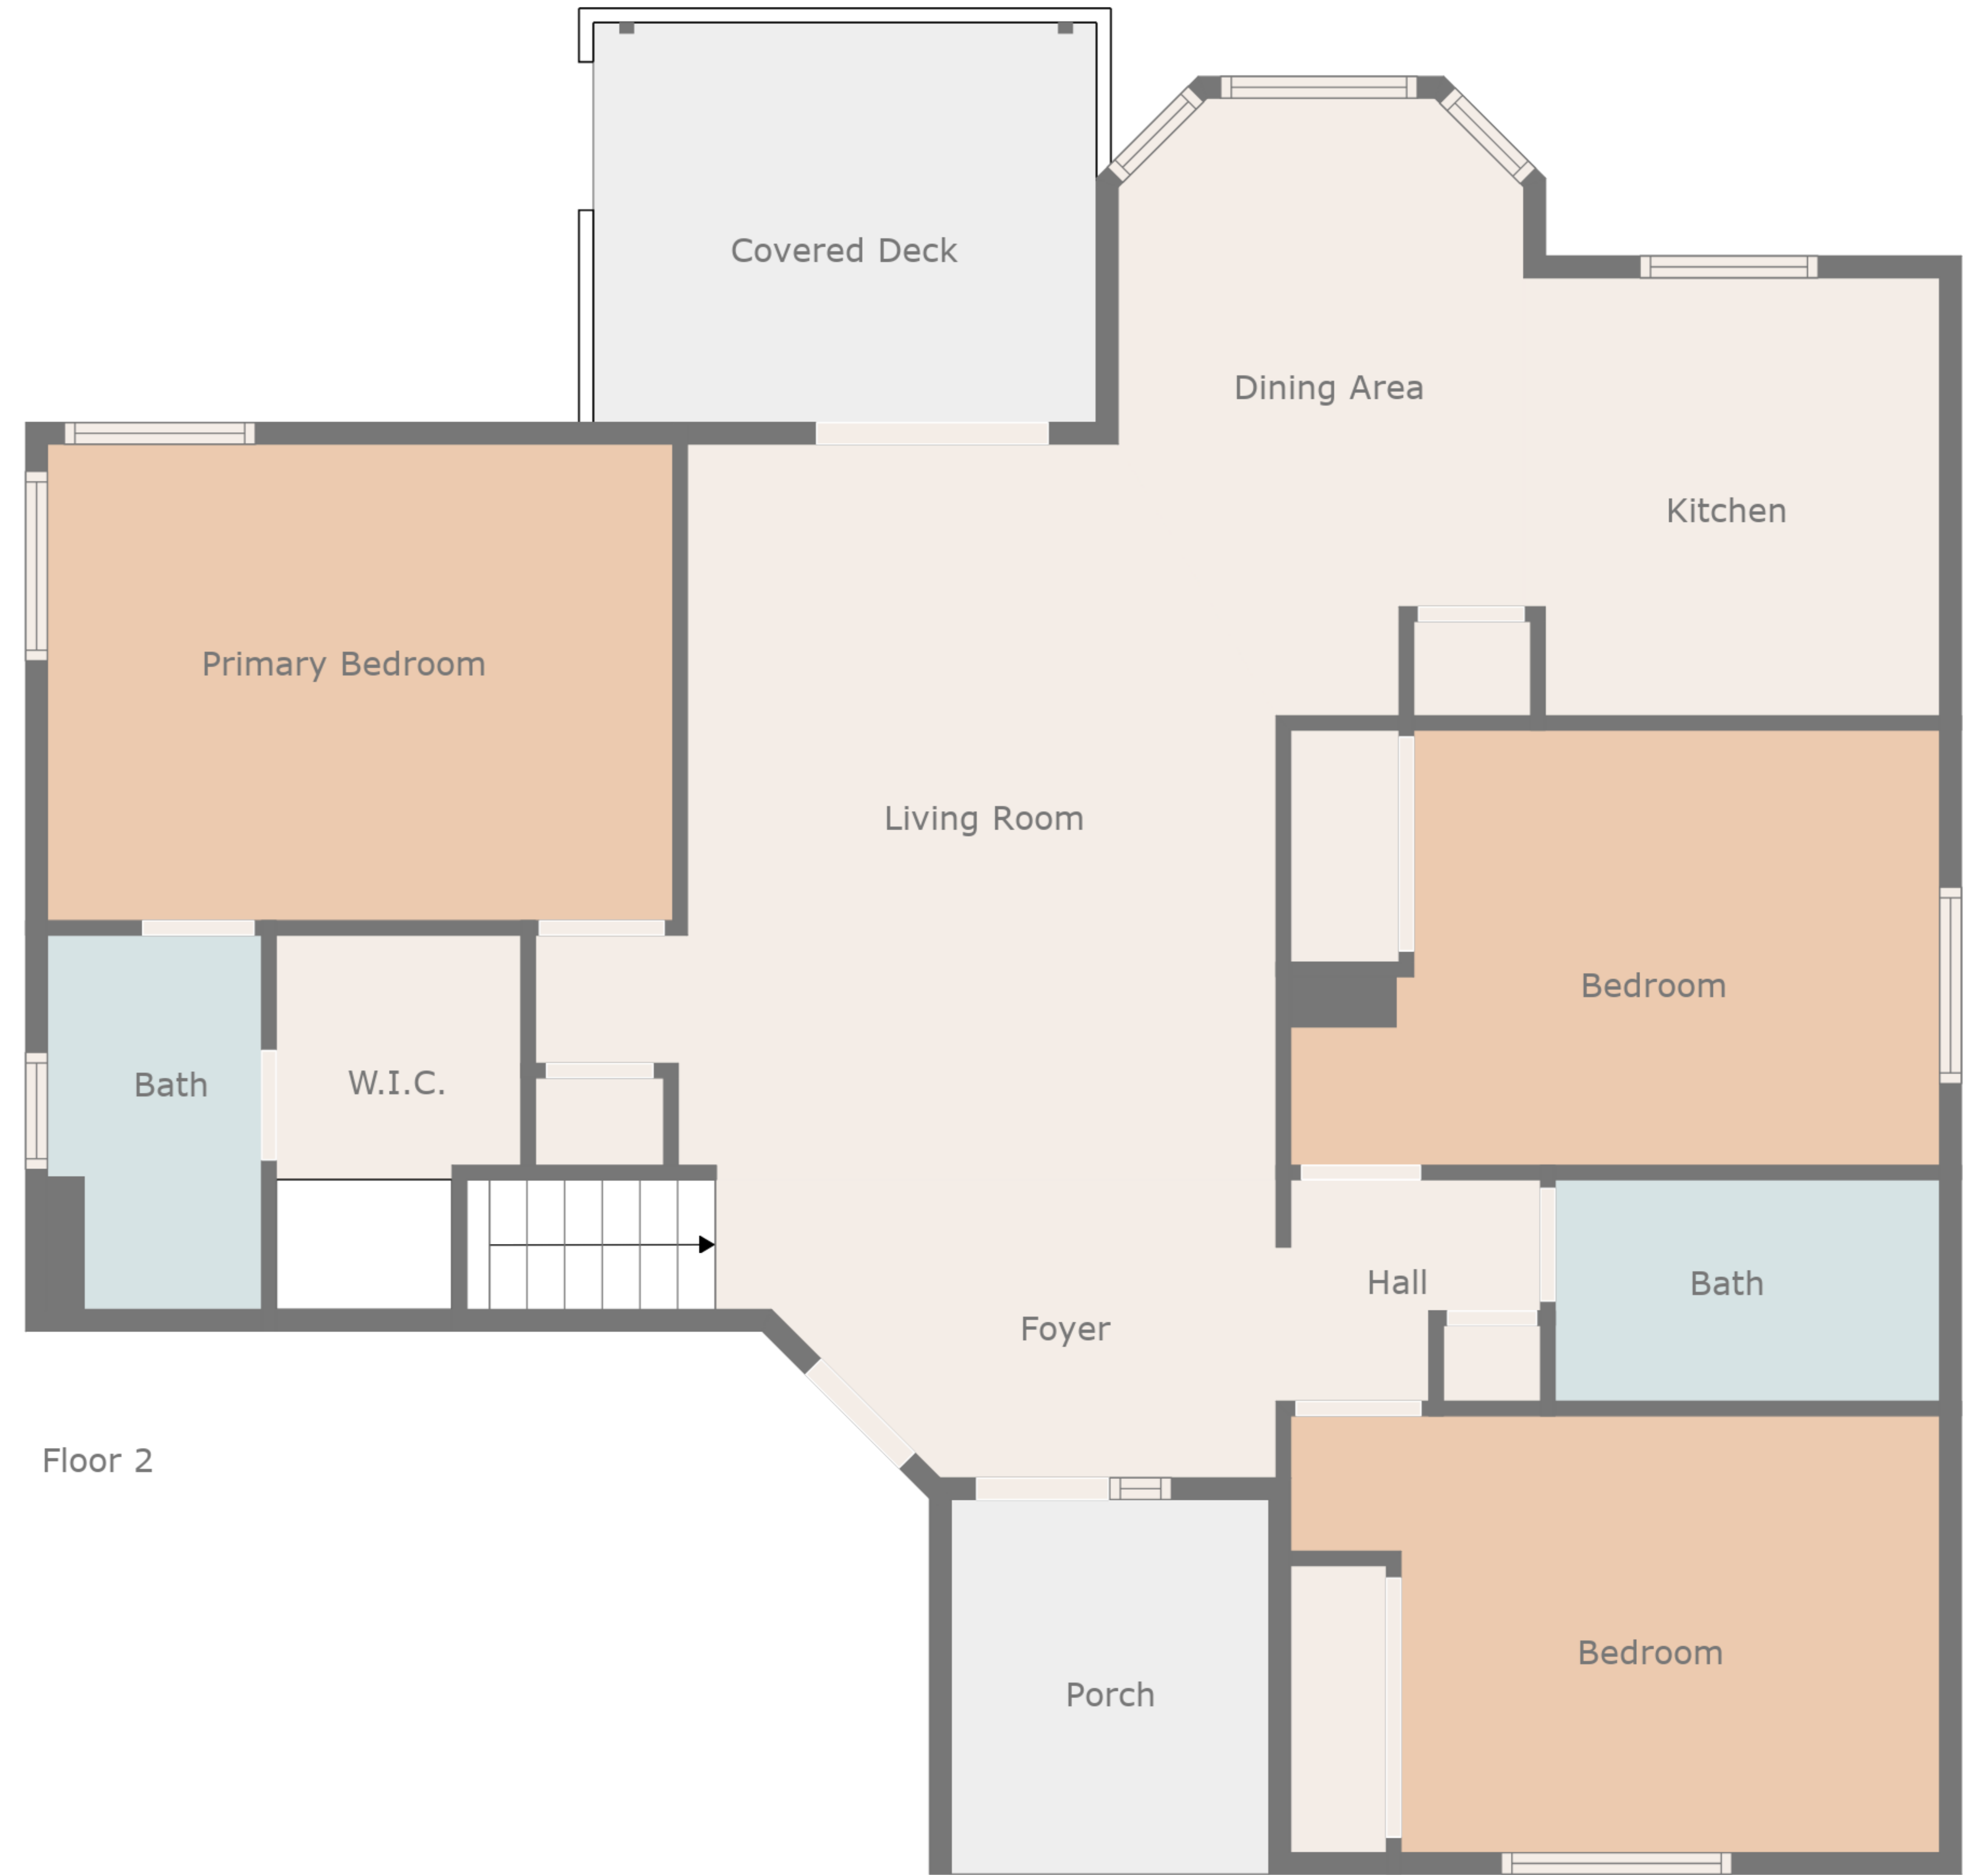 Covered Deck
Dining Area
Kitchen
Primary Bedroom
Living Room
Bedroom
Bath
W.I.C.
Hall
Bath
Foyer
Floor 2
Bedroom
Porch